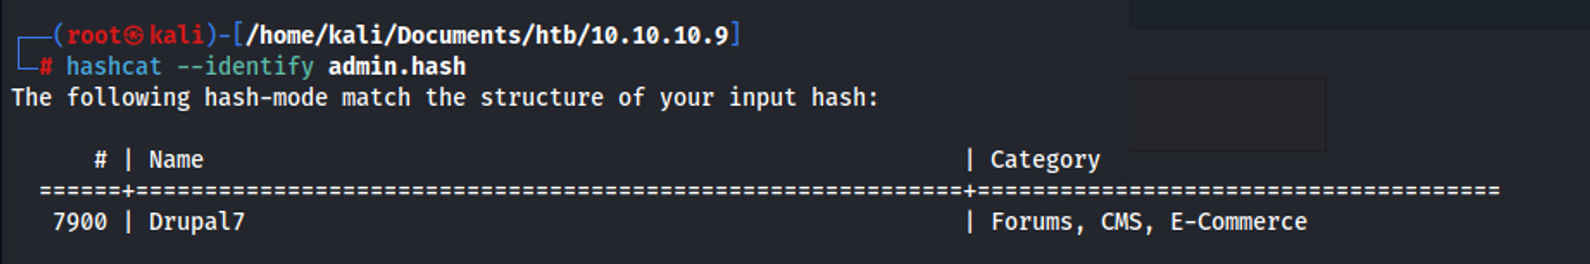 ┌──(root㉿kali)-[/home/kali/Documents/htb/10.10.10.9]
└─# hashcat --identify admin.hash
The following hash-mode match the structure of your input hash:

      # | Name                                                       | Category
  ======+============================================================+======================================
   7900 | Drupal7                                                    | Forums, CMS, E-Commerce